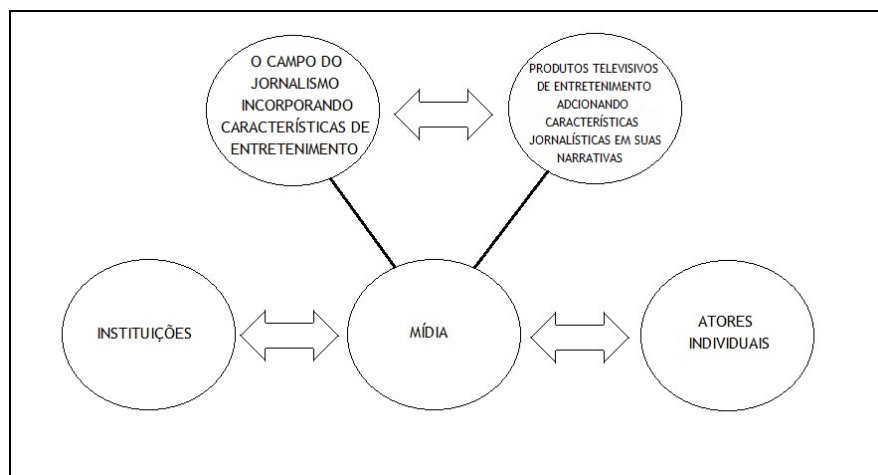 O CAMPO DO
JORNALISMO
INCORPORANDO
CARACTERÍSTICAS DE
ENTRETENIMENTO
PRODUTOS TELEVISIVOS
DE ENTRETENIMENTO
ADCIONANDO
CARACTERÍSTICAS
JORNALÍSTICAS EM SUAS
NARRATIVAS
INSTITUIÇÕES
MÍDIA
ATORES
INDIVIDUAIS